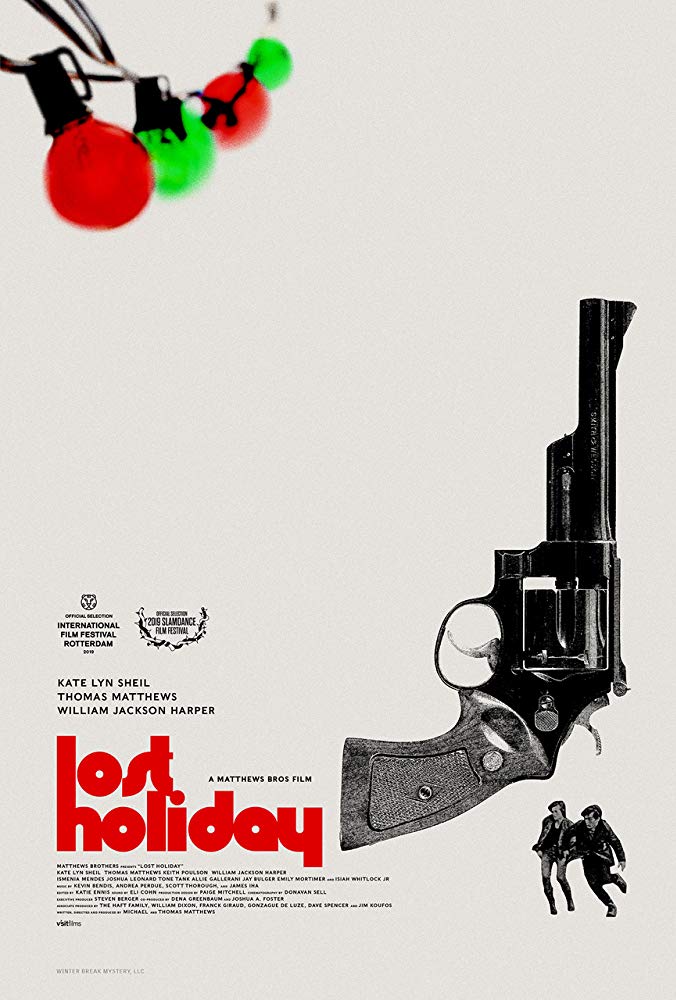 SMITH & WESSON
OFFICIAL SELECTION
INTERNATIONAL
FILM FESTIVAL
ROTTERDAM
2019
OFFICIAL SELECTION
2019 SLAMDANCE
FILM FESTIVAL
KATE LYN SHEIL
THOMAS MATTHEWS
WILLIAM JACKSON HARPER
lost
holiday
A MATTHEWS BROS FILM
MATTHEWS BROTHERS PRESENTS "LOST HOLIDAY"
KATE LYN SHEIL THOMAS MATTHEWS KEITH POULSON WILLIAM JACKSON HARPER
ISMENIA MENDES JOSHUA LEONARD TONE TANK ALLIE GALLERANI JAY BULGER EMILY MORTIMER AND ISIAH WHITLOCK JR
MUSIC BY KEVIN BENDIS, ANDREA PERDUE, SCOTT THOROUGH, AND JAMES IHA
EDITED BY KATIE ENNIS SOUND BY ELI COHN PRODUCTION DESIGN BY PAIGE MITCHELL CINEMATOGRAPHY BY DONAVAN SELL
EXECUTIVE PRODUCER STEVEN BERGER CO-PRODUCED BY DENA GREENBAUM AND JOSHUA A. FOSTER
ASSOCIATE PRODUCED BY THE HAFT FAMILY, WILLIAM DIXON, FRANCK GIRAUD, GONZAGUE DE LUZE, DAVE SPENCER AND JIM KOUFOS
WRITTEN, DIRECTED AND PRODUCED BY MICHAEL AND THOMAS MATTHEWS
visitfilms
WINTER BREAK MYSTERY, LLC